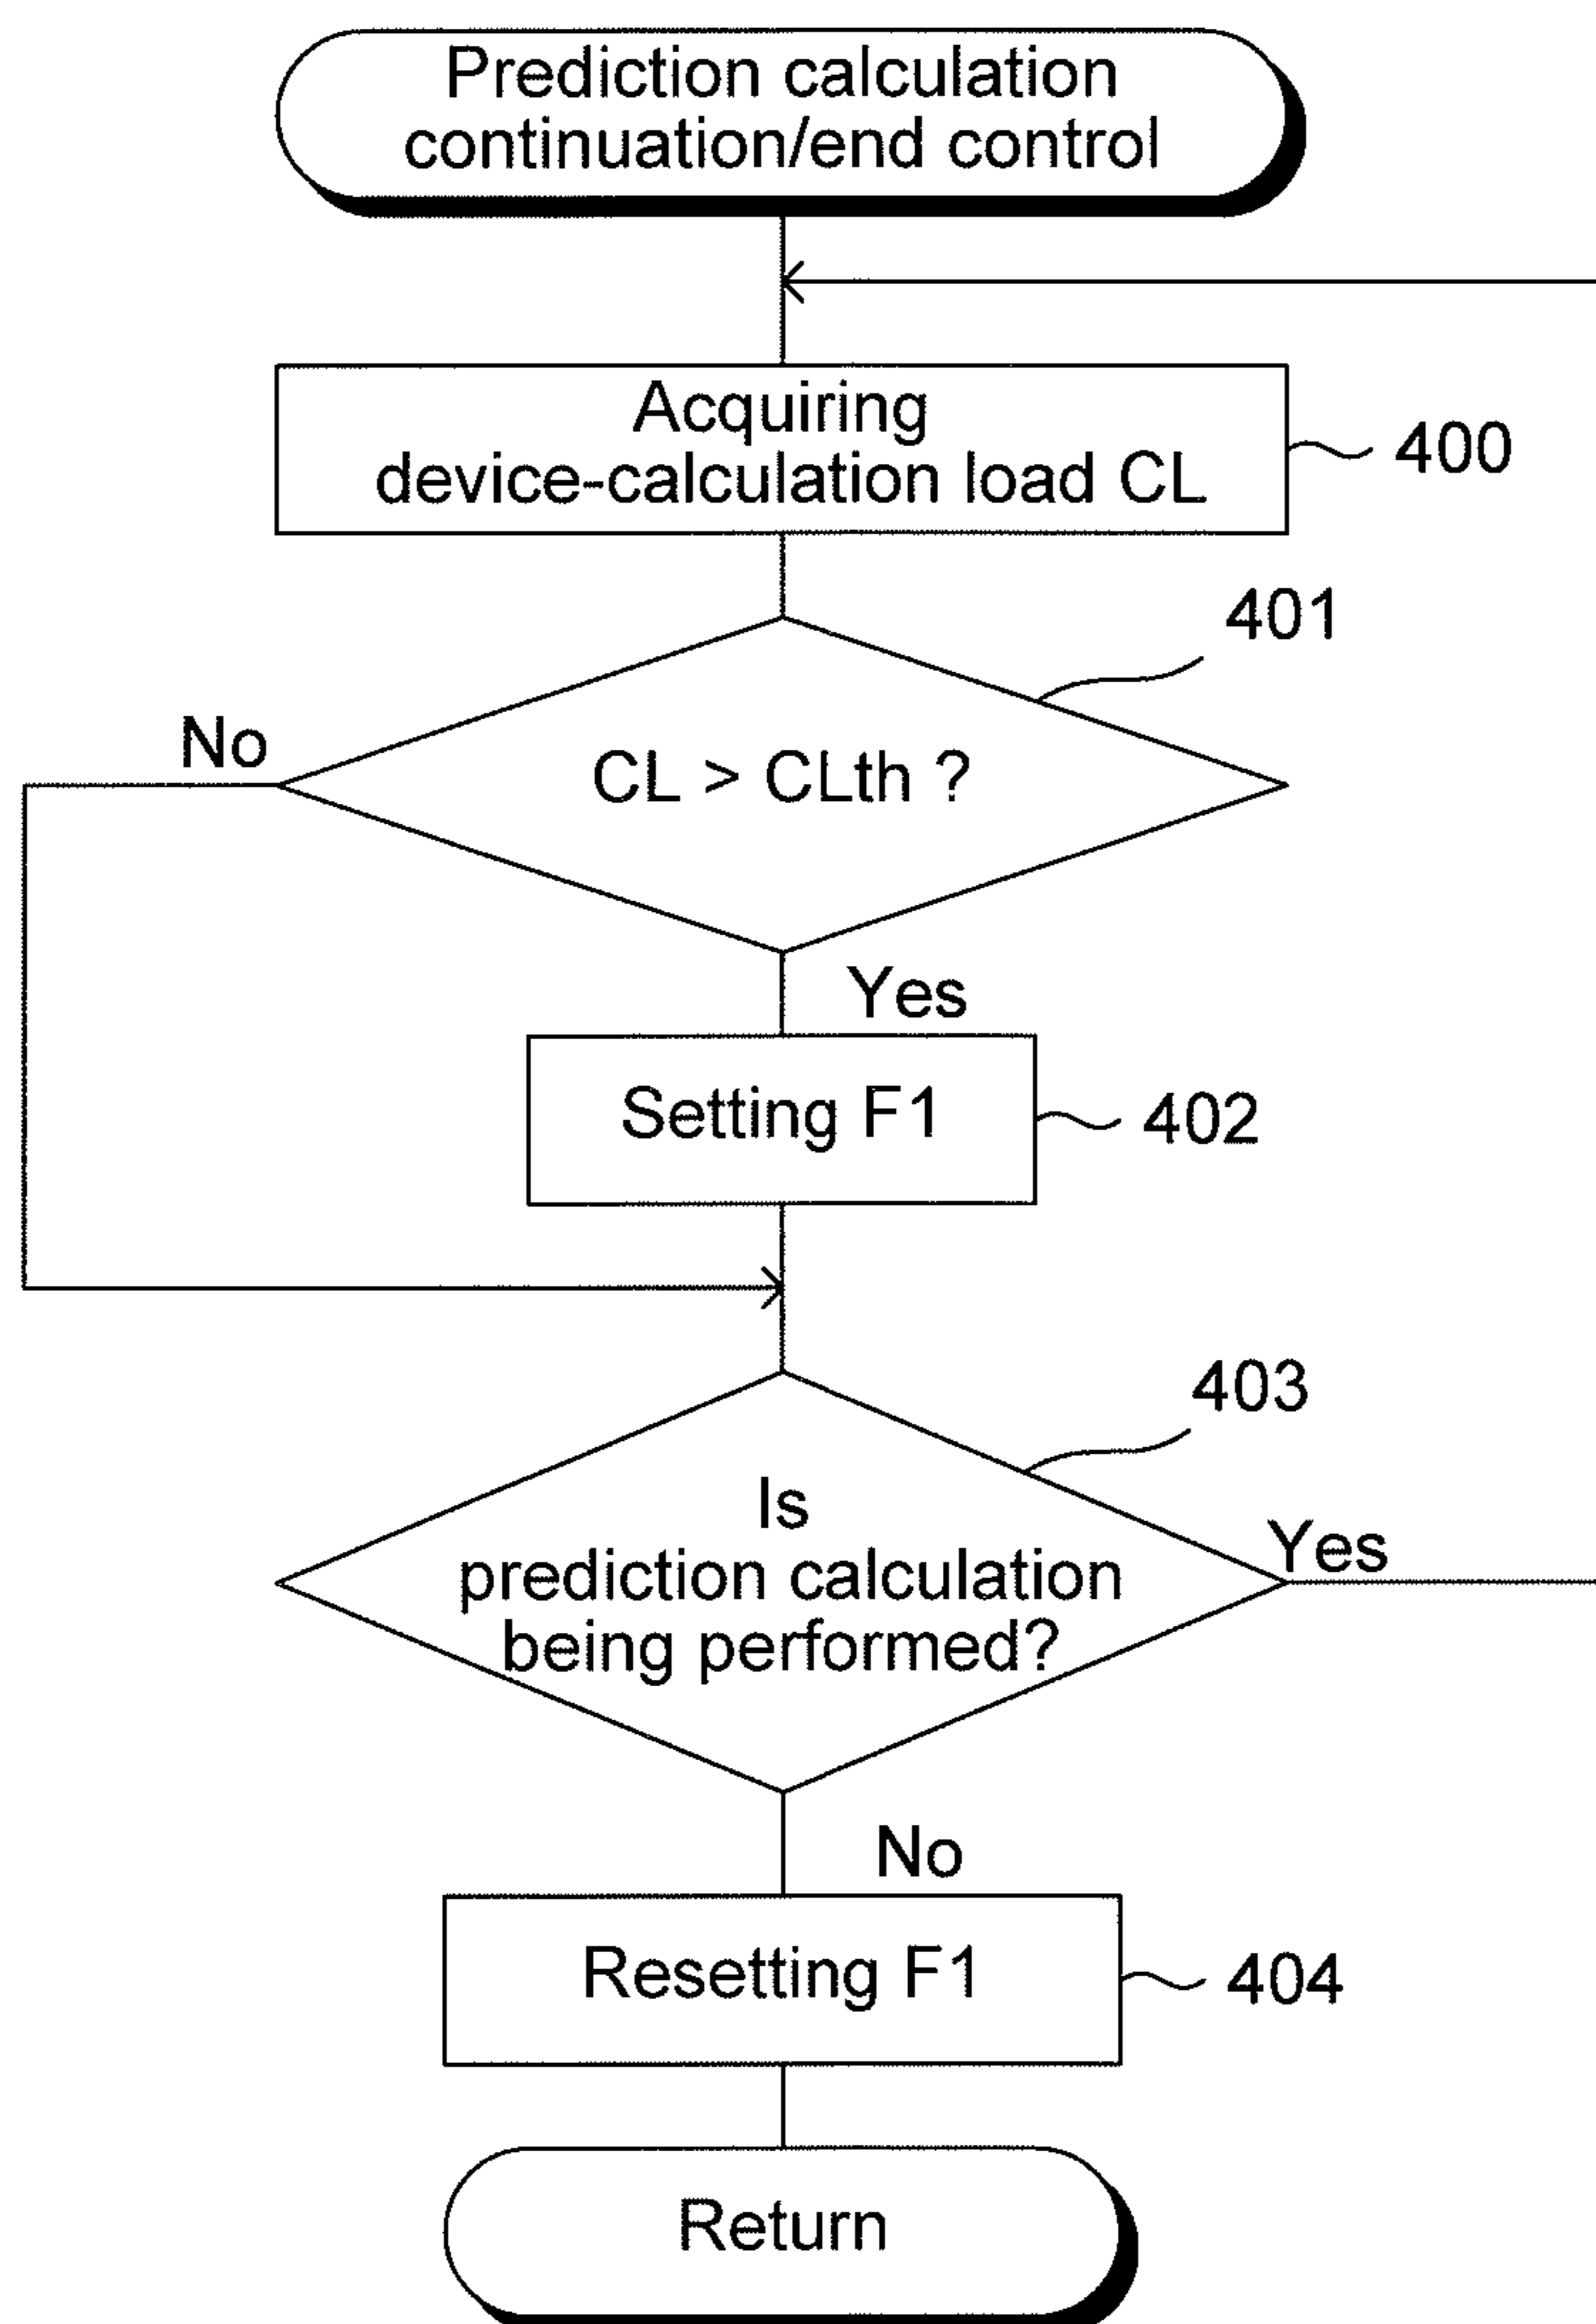 Prediction calculation
continuation/end control
Acquiring
device-calculation load CL
400
401
No
CL > CLth ?
Yes
Setting F1
402
403
Is
prediction calculation
being performed?
Yes
No
Resetting F1
404
Return